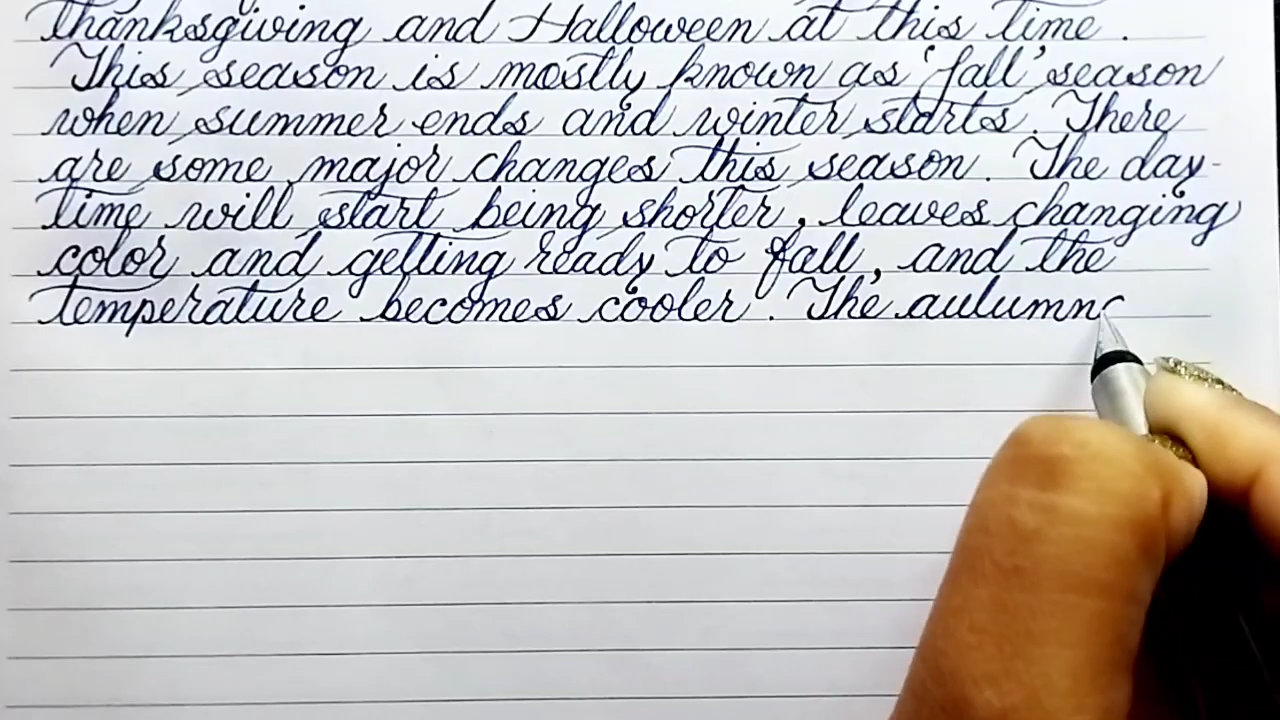 thanksgiving and Halloween at this time.
This season is mostly known as 'fall' season
when summer ends and winter starts. There
are some major changes this season. The day-
time will start being shorter, leaves changing
color and getting ready to fall, and the
temperature becomes cooler. The autumn